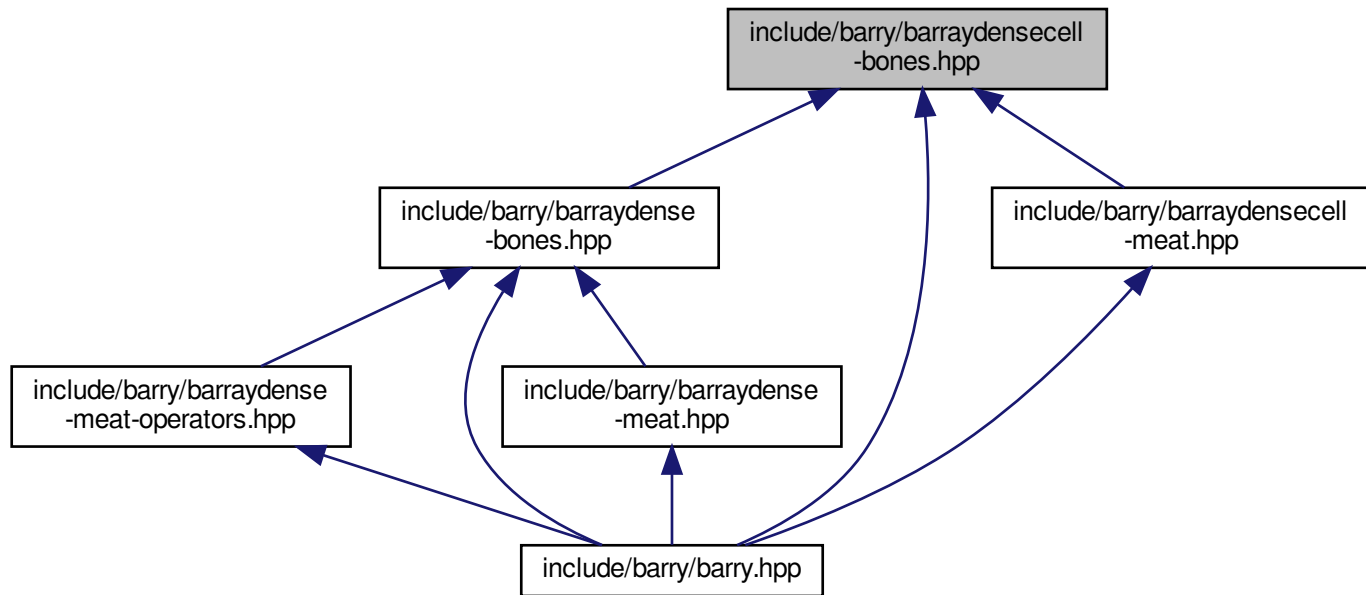 include/barry/barraydensecell
-bones.hpp
include/barry/barraydense
-bones.hpp
include/barry/barraydensecell
-meat.hpp
include/barry/barraydense
-meat-operators.hpp
include/barry/barraydense
-meat.hpp
include/barry/barry.hpp